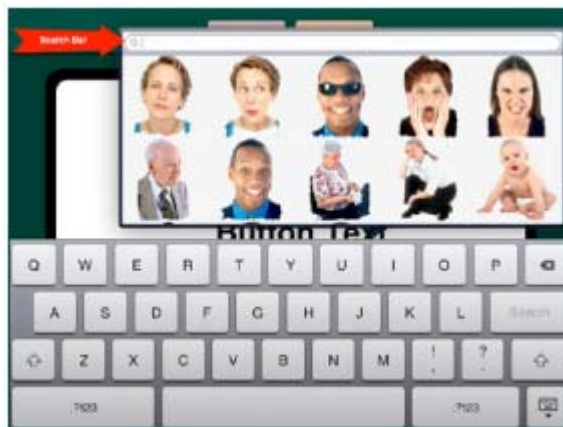 Search Bar
Button Text
Q W E R T Y U I O P
A S D F G H J K L Search
Z X C V B N M ! , ? .
.?123 .?123